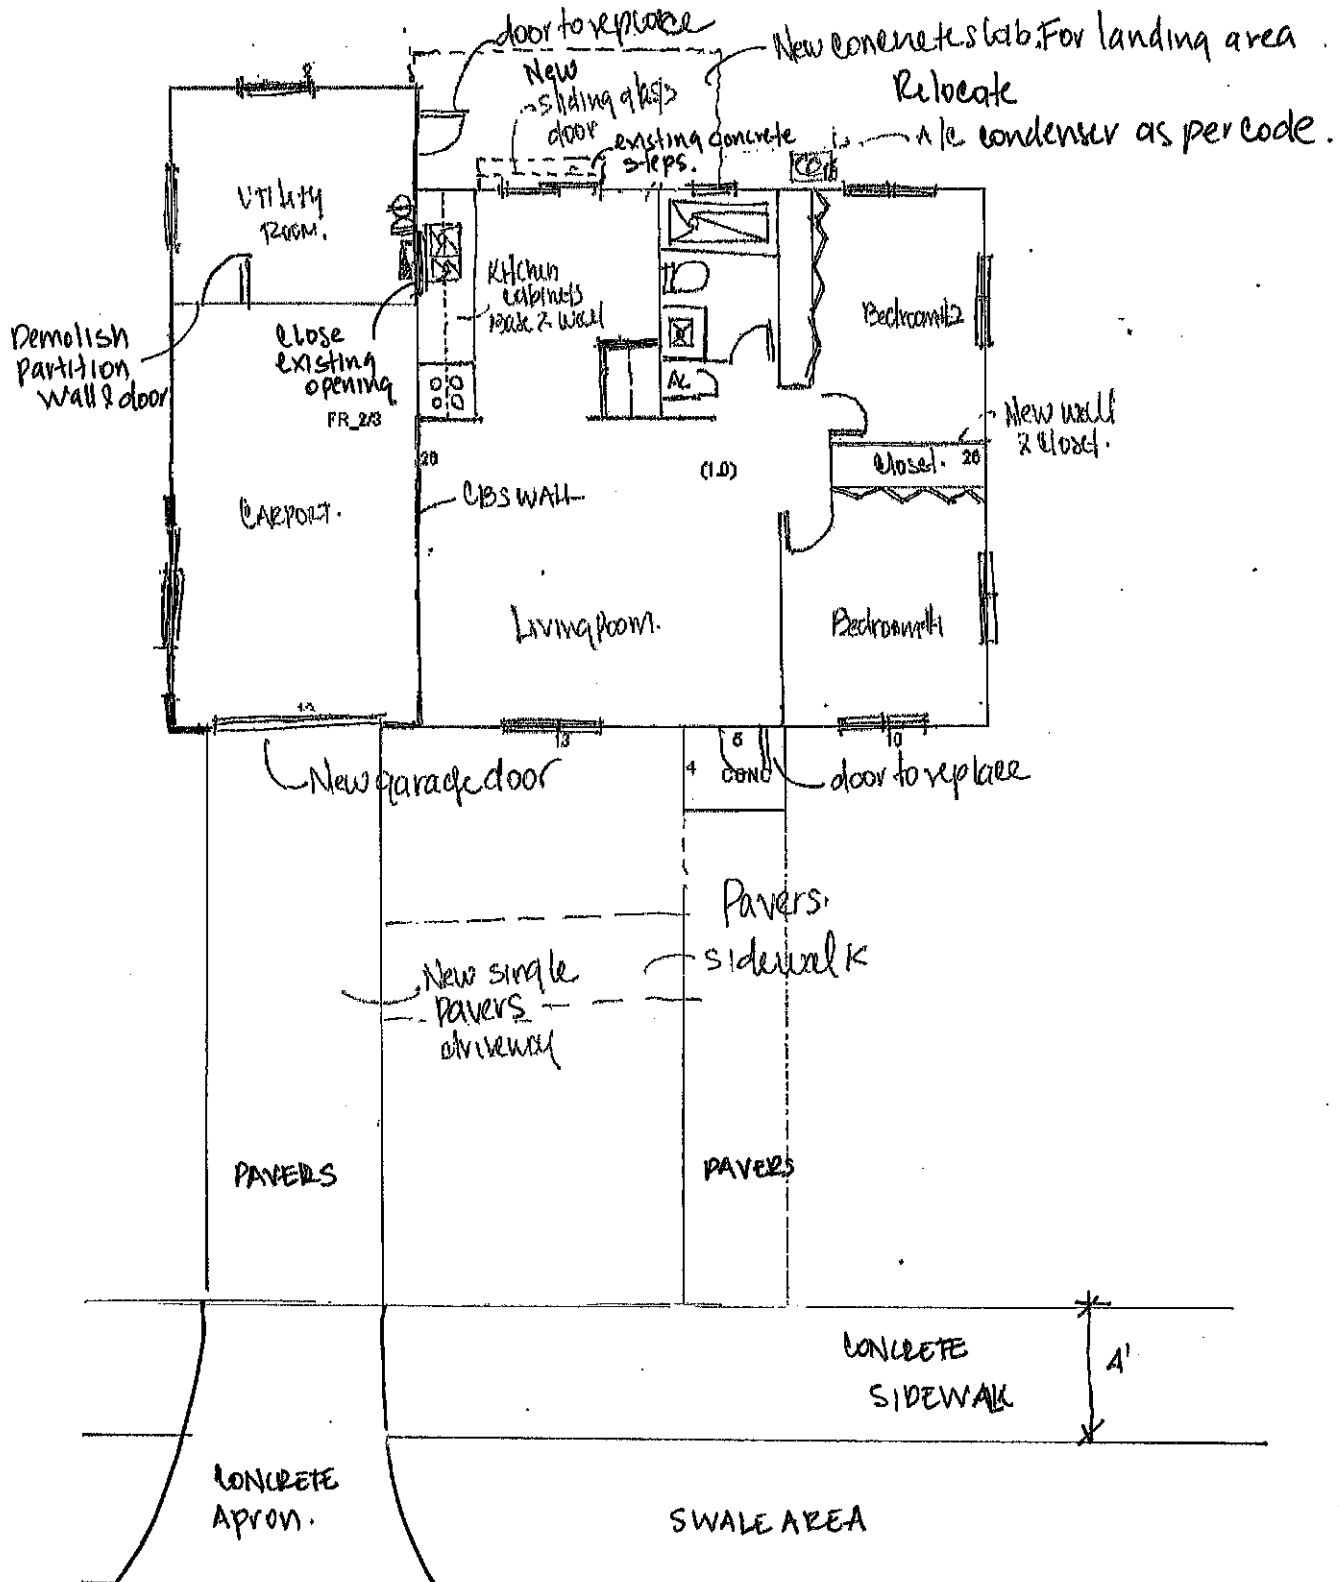 door to replace
New concrete slab. For landing area.
New
sliding glass
door
existing concrete
steps.
Relocate
A/C condenser as per code.
Utility
Room.
Kitchen
cabinets
Base & Wall
Bedroom#2
Demolish
partition
Wall & door
Close
existing
opening
FR_2/3
AC
New wall
& closet.
Closet. 26
20
(1.0)
CARPORT.
CBS WALL
Living Room.
Bedroom#1
13
6
10
4
CONC
New garage door
door to replace
Pavers.
sidewalk
New single
pavers
driveway
PAVERS
PAVERS
CONCRETE
SIDEWALK
4'
CONCRETE
Apron.
SWALE AREA